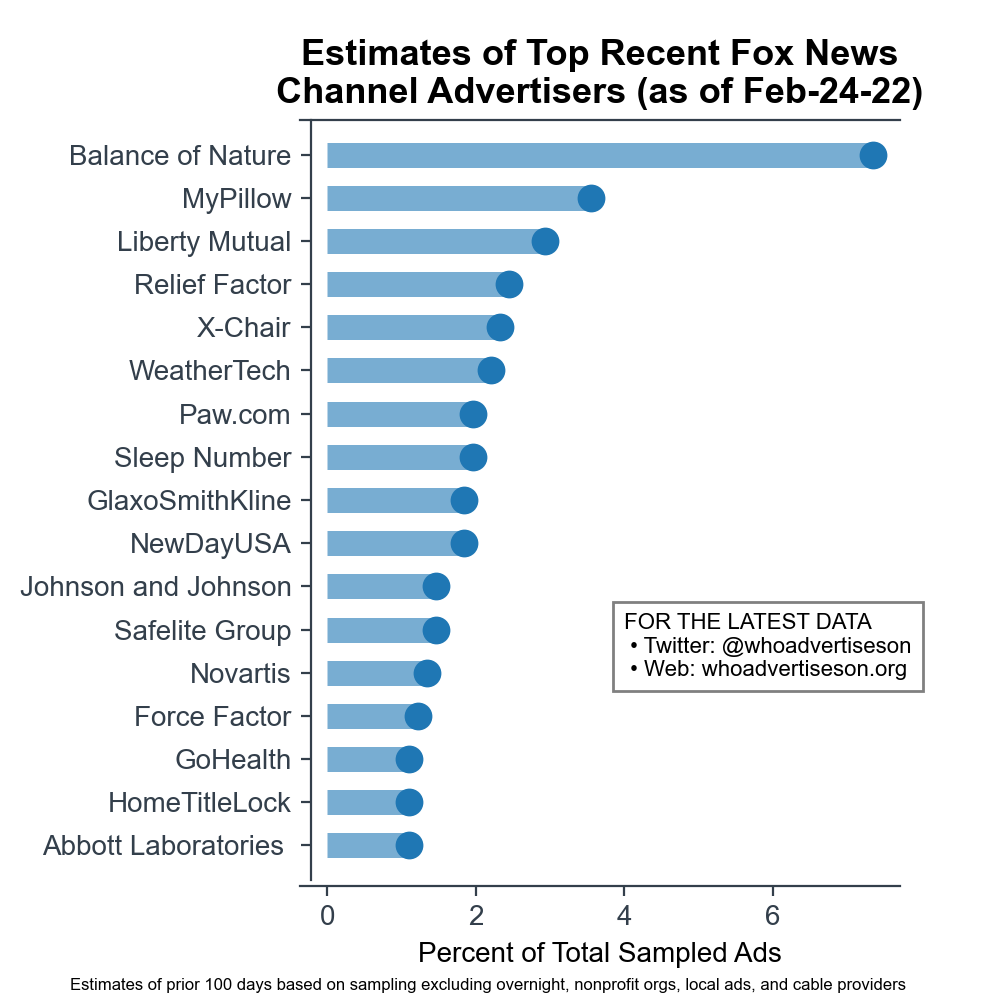 Estimates of Top Recent Fox News
Channel Advertisers (as of Feb-24-22)
Balance of Nature
MyPillow
Liberty Mutual
Relief Factor
X-Chair
WeatherTech
Paw.com
Sleep Number
GlaxoSmithKline
NewDayUSA
Johnson and Johnson
Safelite Group
Novartis
Force Factor
GoHealth
HomeTitleLock
Abbott Laboratories
FOR THE LATEST DATA
• Twitter: @whoadvertiseson
• Web: whoadvertiseson.org
0 2 4 6
Percent of Total Sampled Ads
Estimates of prior 100 days based on sampling excluding overnight, nonprofit orgs, local ads, and cable providers